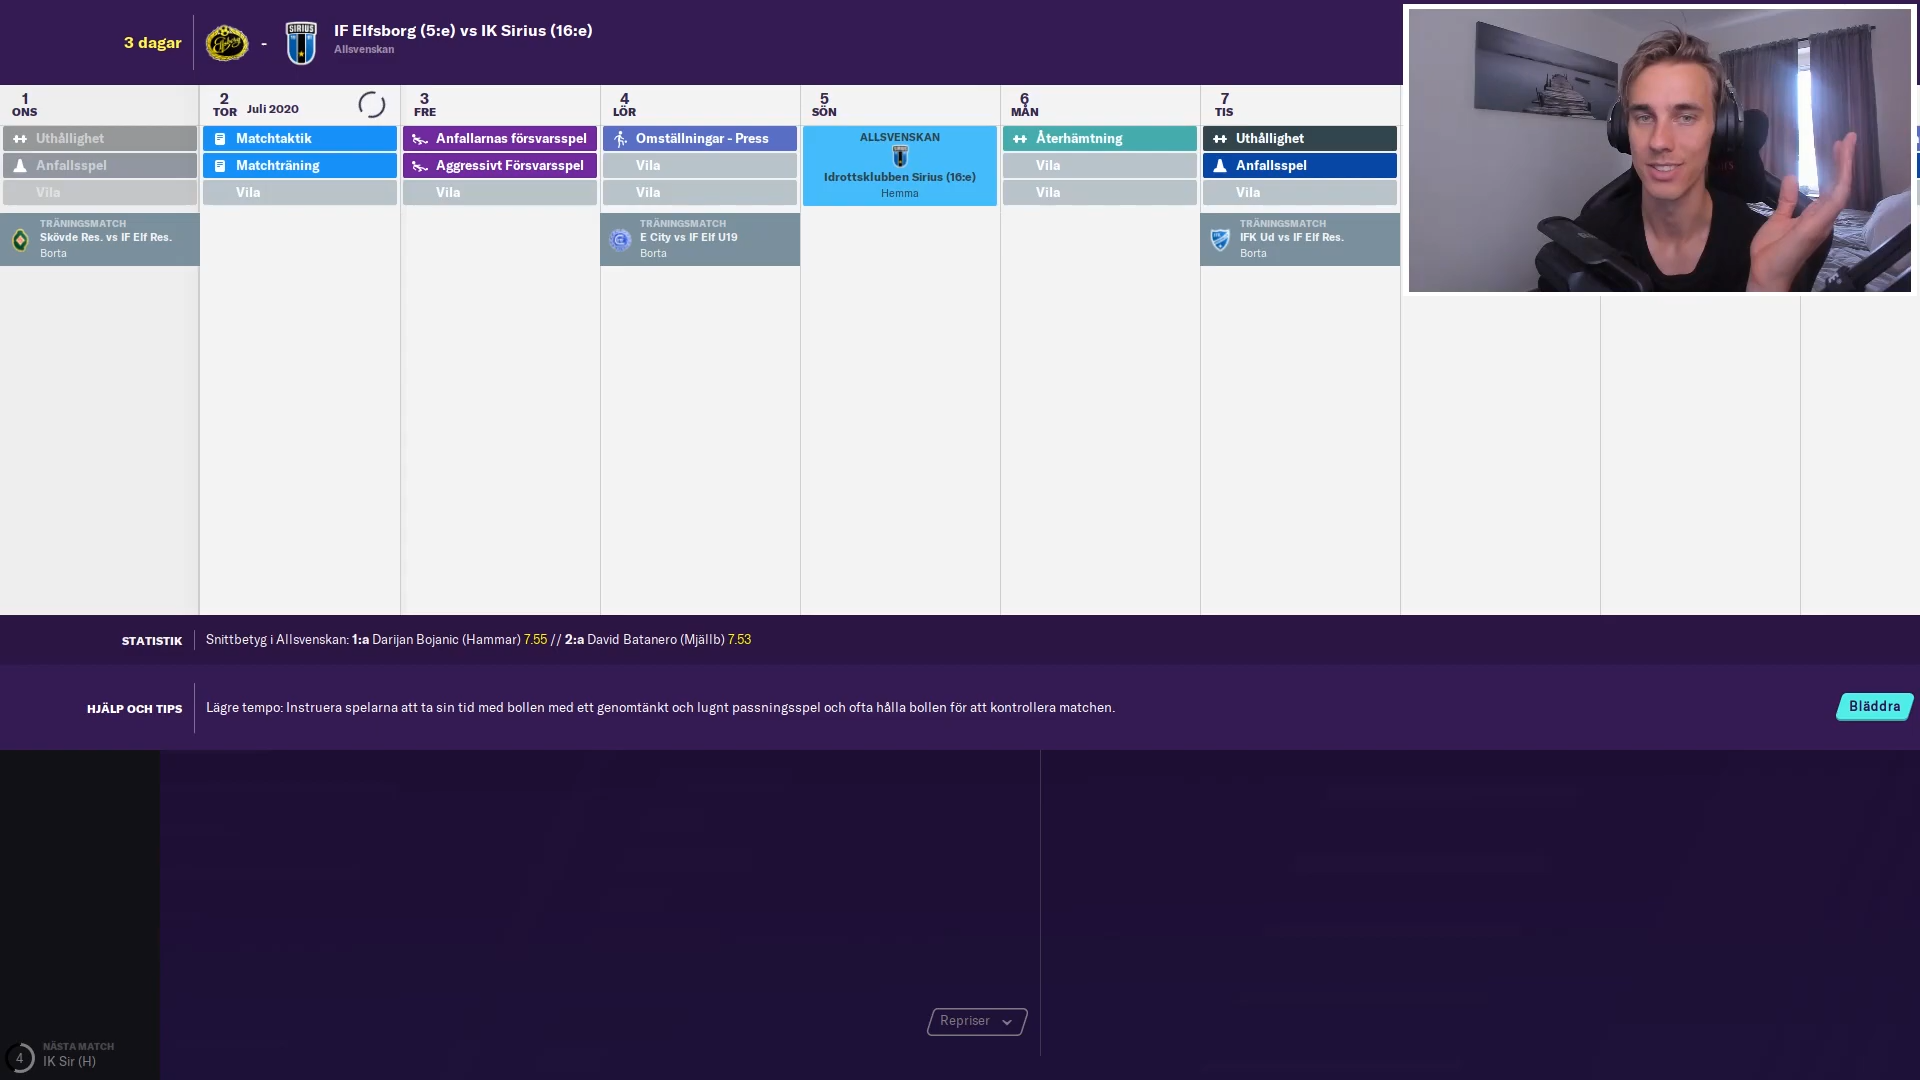 3 dagar
-
IF Elfsborg (5:e) vs IK Sirius (16:e)
Allsvenskan
SIRIUS
1
ONS
2
TOR Juli 2020
3
FRE
4
LÖR
5
SÖN
6
MÅN
7
TIS
Uthållighet
Anfallsspel
Vila
TRÄNINGSMATCH
Skövde Res. vs IF Elf Res.
Borta
Matchtaktik
Matchträning
Vila
Anfallarnas försvarsspel
Aggressivt Försvarsspel
Vila
Omställningar - Press
Vila
Vila
TRÄNINGSMATCH
E City vs IF Elf U19
Borta
ALLSVENSKAN
Idrottsklubben Sirius (16:e)
Hemma
Återhämtning
Vila
Vila
Uthållighet
Anfallsspel
Vila
TRÄNINGSMATCH
IFK Ud vs IF Elf Res.
Borta
STATISTIK
Snittbetyg i Allsvenskan: 1:a Darijan Bojanic (Hammar) 7.55 // 2:a David Batanero (Mjällb) 7.53
HJÄLP OCH TIPS
Lägre tempo: Instruera spelarna att ta sin tid med bollen med ett genomtänkt och lugnt passningsspel och ofta hålla bollen för att kontrollera matchen.
Bläddra
Repriser
4
NÄSTA MATCH
IK Sir (H)